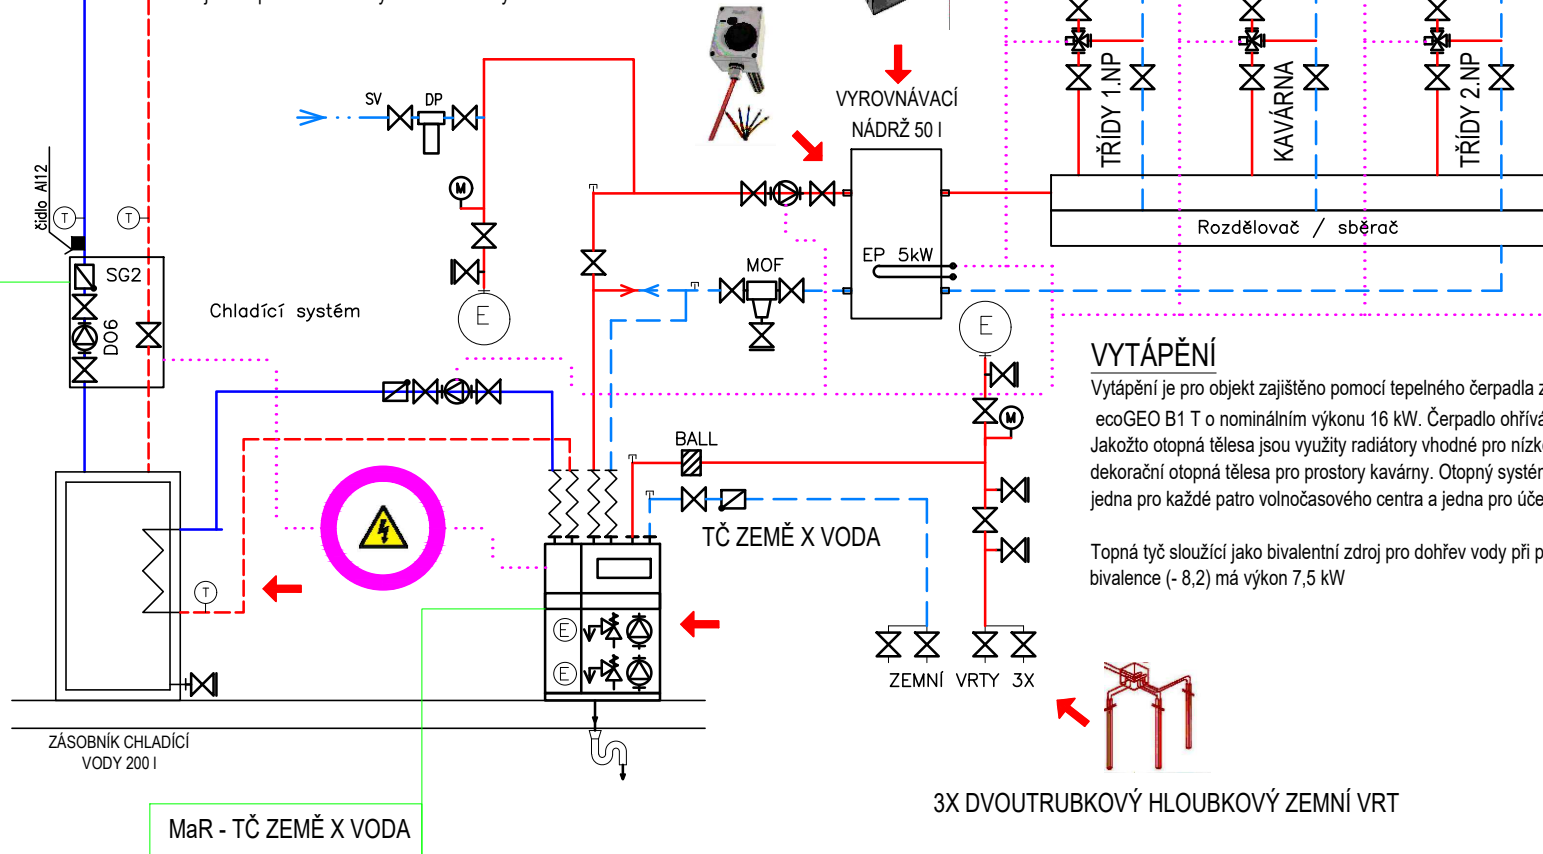 SV
DP
VYROVNÁVACÍ
NÁDRŽ 50 l
TŘÍDY 1.NP
KAVÁRNA
TŘÍDY 2.NP
M
čidlo AI12
T
T
Rozdělovač / sběrač
SG2
DO6
Chladící systém
E
MOF
EP 5kW
E
VYTÁPĚNÍ
Vytápění je pro objekt zajištěno pomocí tepelného čerpadla z
ecoGEO B1 T o nominálním výkonu 16 kW. Čerpadlo ohřívá
Jakožto otopná tělesa jsou využity radiátory vhodné pro nízk
dekorační otopná tělesa pro prostory kavárny. Otopný systé
jedna pro každé patro volnočasového centra a jedna pro úče
M
BALL
TČ ZEMĚ X VODA
Topná tyč sloužící jako bivalentní zdroj pro dohřev vody při p
bivalence (- 8,2) má výkon 7,5 kW
T
E
E
ZEMNÍ VRTY 3X
ZÁSOBNÍK CHLADÍCÍ
VODY 200 l
3X DVOUTRUBKOVÝ HLOUBKOVÝ ZEMNÍ VRT
MaR - TČ ZEMĚ X VODA